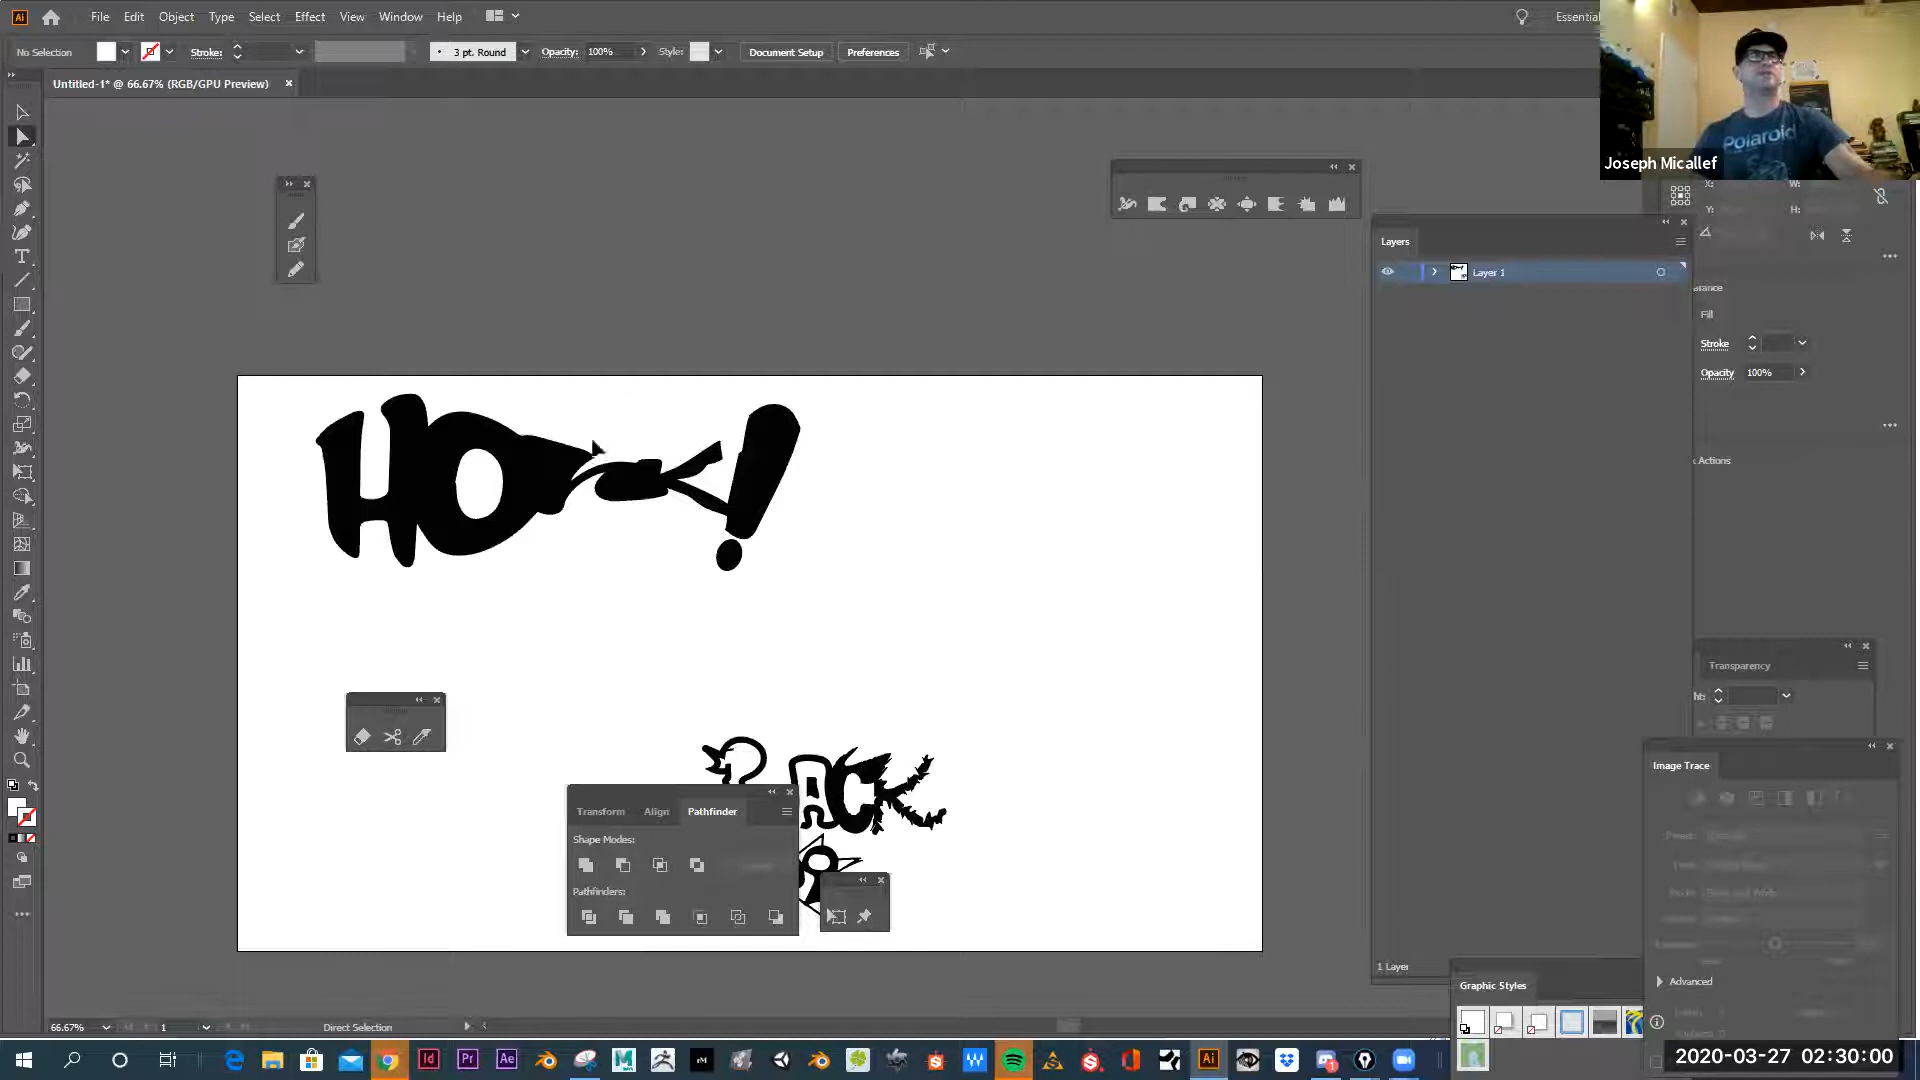 File Edit Object Type Select Effect View Window Help
Essential
No Selection
Stroke:
3 pt. Round
Opacity: 100%
Style:
Document Setup
Preferences
Untitled-1* @ 66.67% (RGB/GPU Preview)
Polaroid
Joseph Micallef
X:
W:
Y:
H:
Layers
Layer 1
Fill
Stroke
Opacity 100%
Actions
HO
!
ACK
Transform Align Pathfinder
Shape Modes:
Pathfinders:
Transparency
Image Trace
Advanced
1 Layer
Graphic Styles
66.67%
1
Direct Selection
2020-03-27 02:30:00